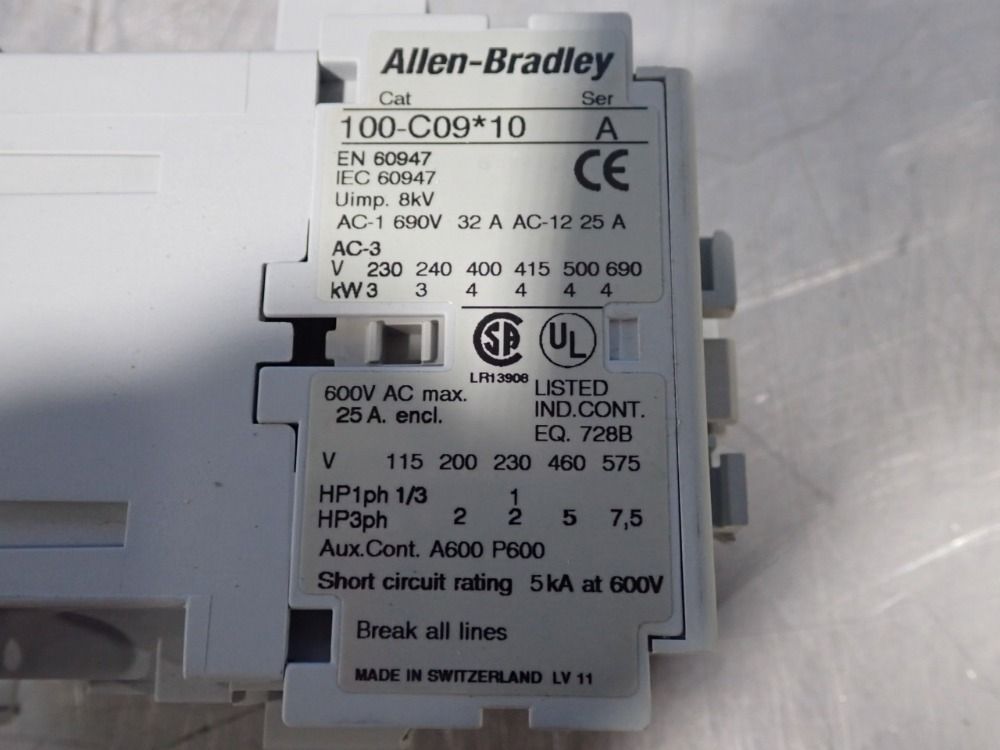 Allen-Bradley
Cat Ser
100-C09*10 A
EN 60947
IEC 60947
CE
Uimp. 8kV
AC-1 690V 32 A AC-12 25 A
AC-3
V 230 240 400 415 500 690
kW 3 3 4 4 4 4
SA UL
LR13908
600V AC max.
25 A. encl.
LISTED
IND.CONT.
EQ. 728B
V 115 200 230 460 575
HP1ph 1/3 1
HP3ph 2 2 5 7,5
Aux.Cont. A600 P600
Short circuit rating 5 kA at 600V
Break all lines
MADE IN SWITZERLAND LV 11